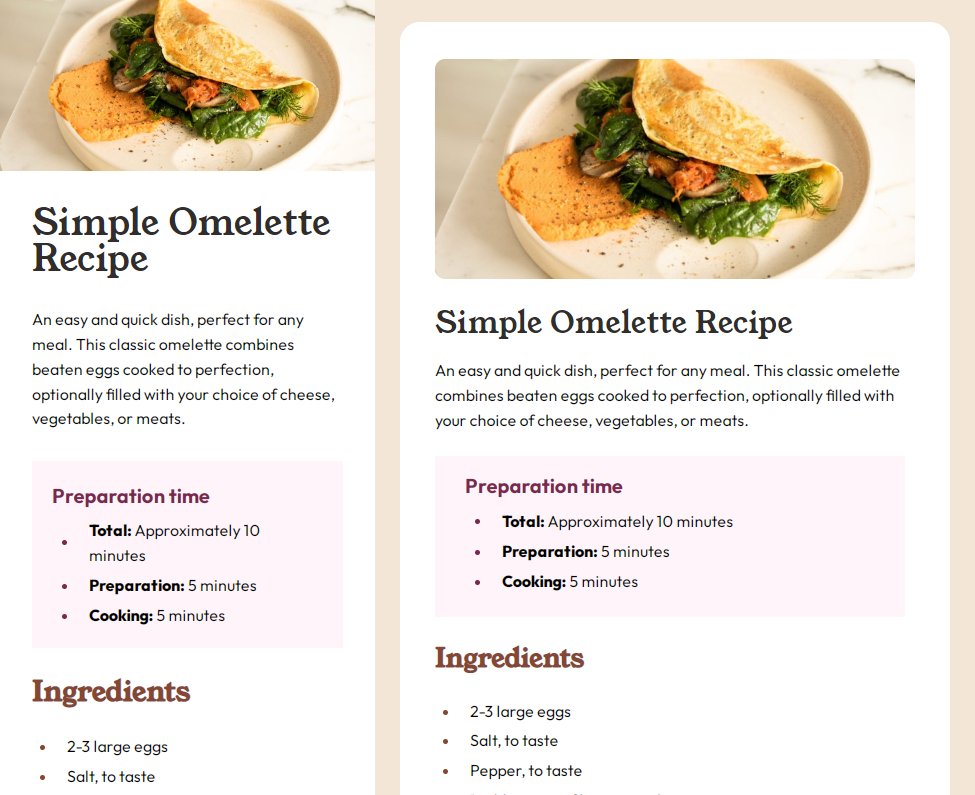 Simple Omelette
Recipe
An easy and quick dish, perfect for any
meal. This classic omelette combines
beaten eggs cooked to perfection,
optionally filled with your choice of cheese,
vegetables, or meats.
Preparation time
Total: Approximately 10
minutes
Preparation: 5 minutes
Cooking: 5 minutes
Ingredients
2-3 large eggs
Salt, to taste
Simple Omelette Recipe
An easy and quick dish, perfect for any meal. This classic omelette
combines beaten eggs cooked to perfection, optionally filled with
your choice of cheese, vegetables, or meats.
Preparation time
Total: Approximately 10 minutes
Preparation: 5 minutes
Cooking: 5 minutes
Ingredients
2-3 large eggs
Salt, to taste
Pepper, to taste